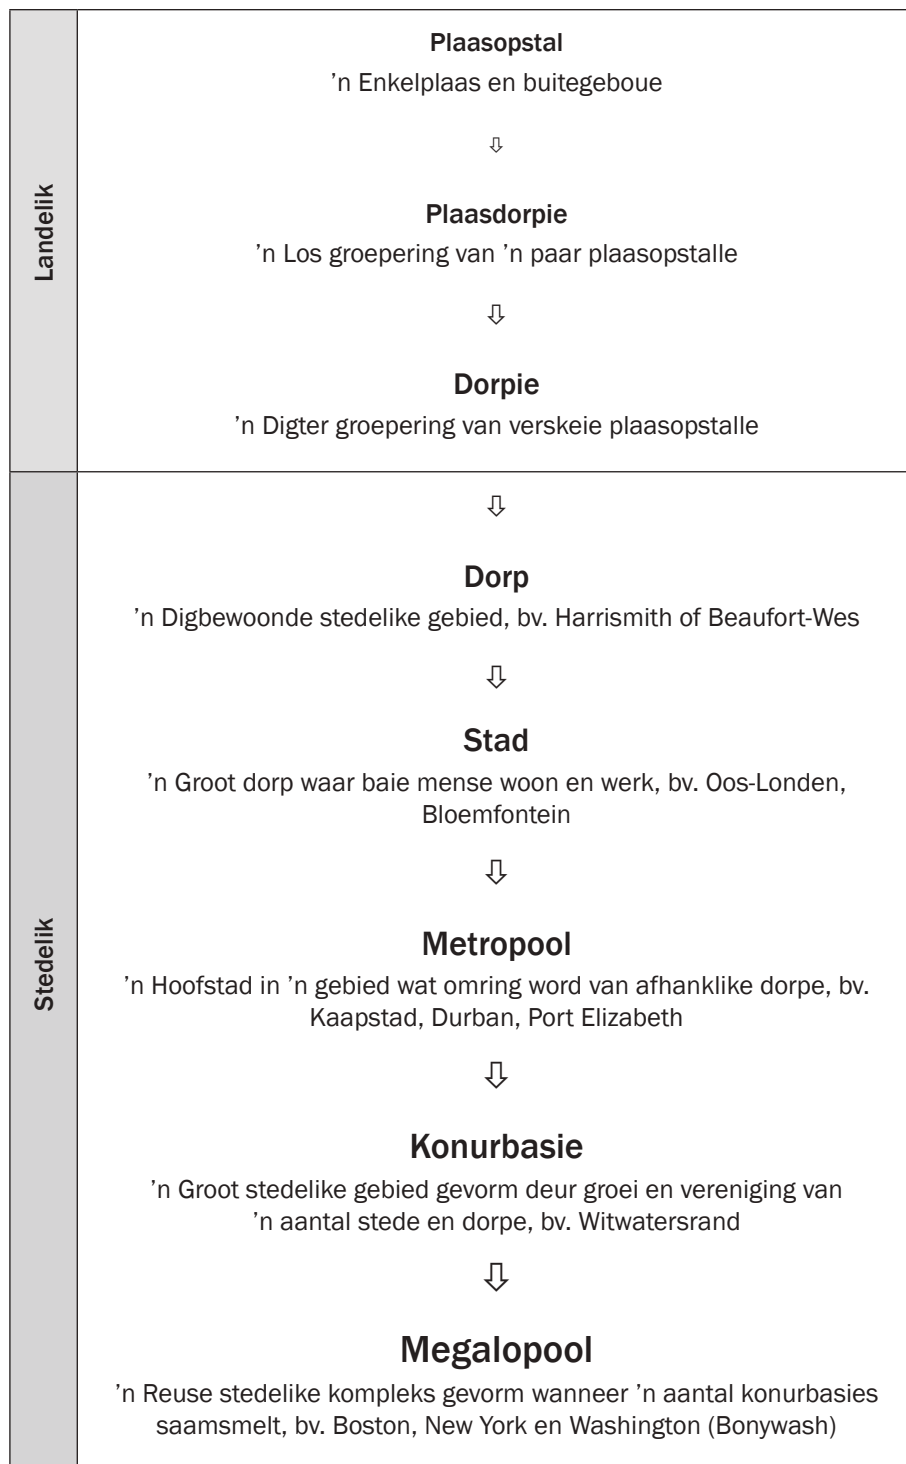 Landelik
Plaasopstal
’n Enkelplaas en buitegeboue
⇩
Plaasdorpie
’n Los groepering van ’n paar plaasopstalle
⇩
Dorpie
’n Digter groepering van verskeie plaasopstalle
Stedelik
⇩
Dorp
’n Digbewoonde stedelike gebied, bv. Harrismith of Beaufort-Wes
⇩
Stad
’n Groot dorp waar baie mense woon en werk, bv. Oos-Londen,
Bloemfontein
⇩
Metropool
’n Hoofstad in ’n gebied wat omring word van afhanklike dorpe, bv.
Kaapstad, Durban, Port Elizabeth
⇩
Konurbasie
’n Groot stedelike gebied gevorm deur groei en vereniging van
’n aantal stede en dorpe, bv. Witwatersrand
⇩
Megalopool
’n Reuse stedelike kompleks gevorm wanneer ’n aantal konurbasies
saamsmelt, bv. Boston, New York en Washington (Bonywash)